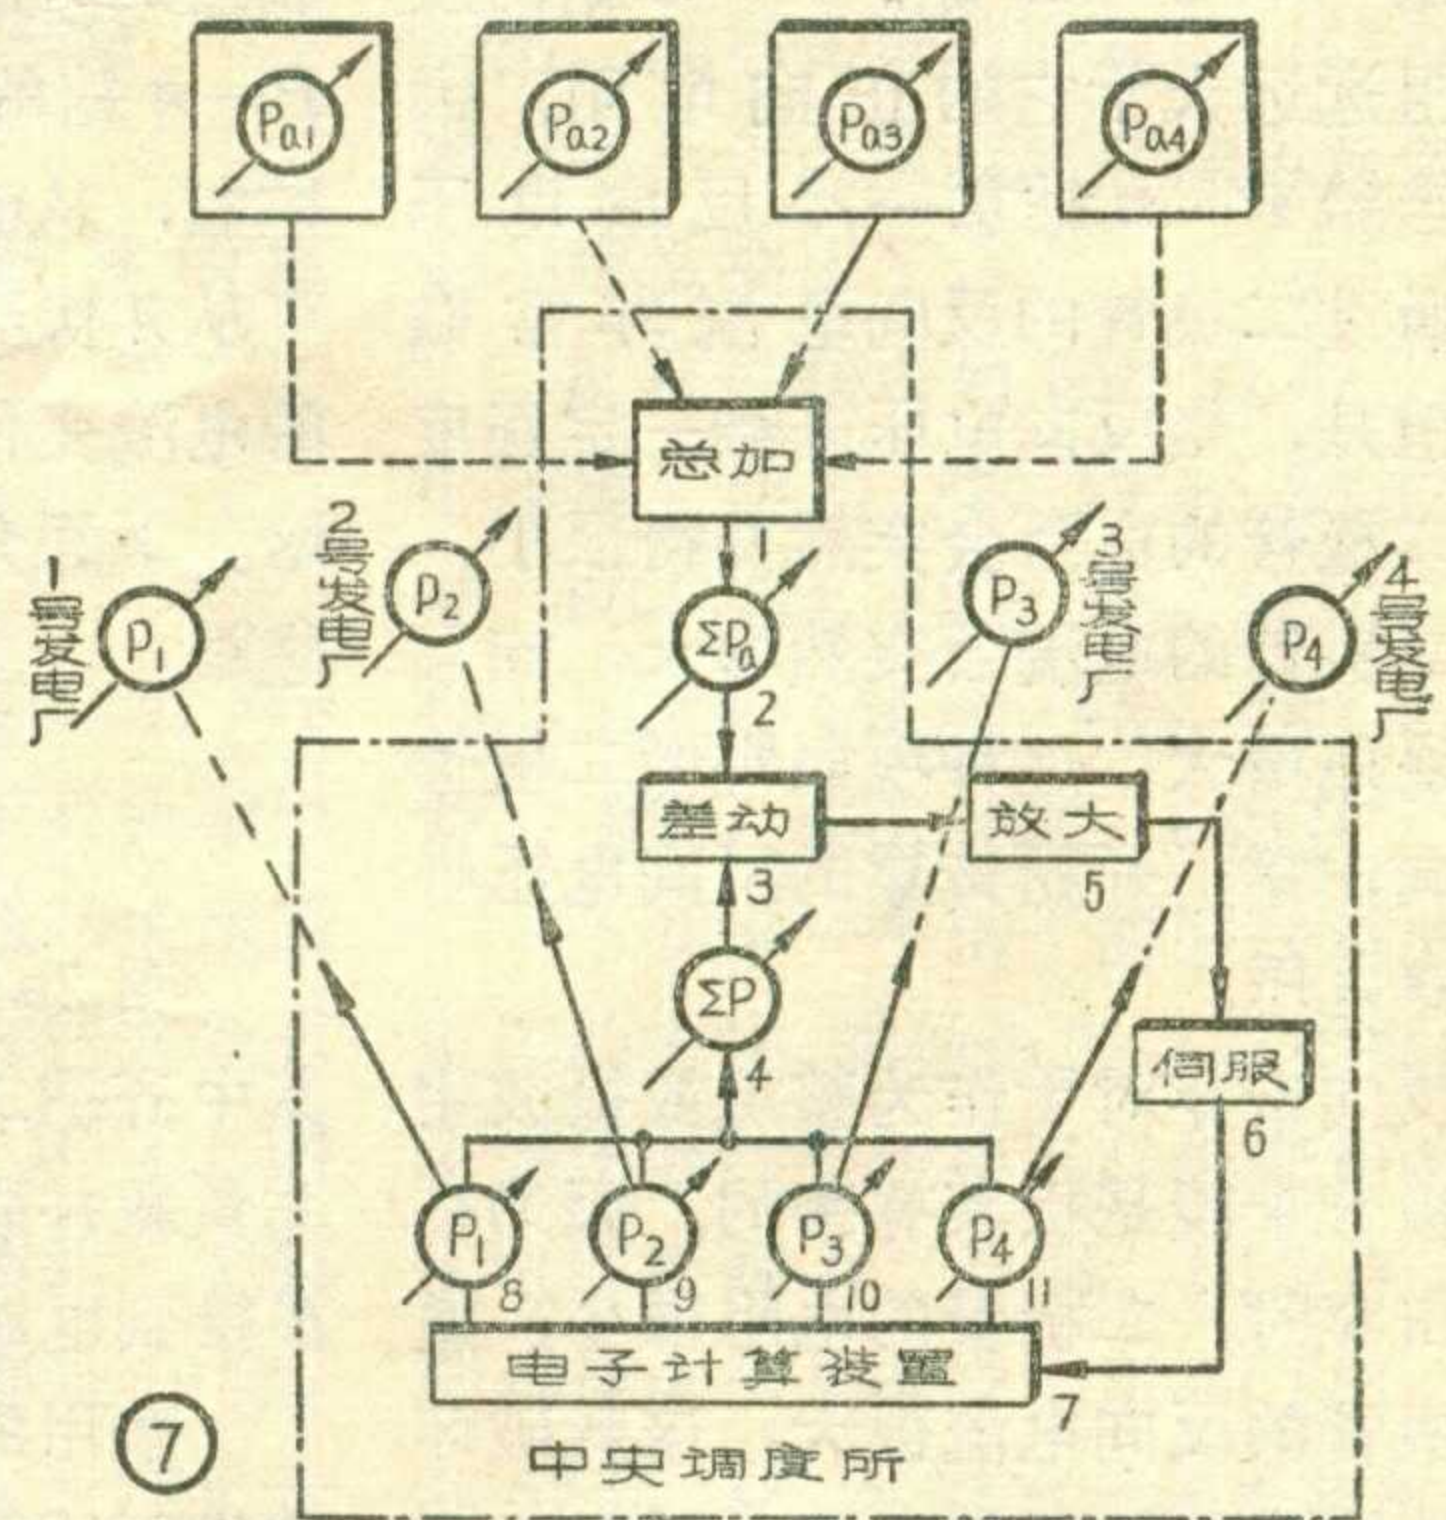 Pa1 Pa2 Pa3 Pa4
总加
1
1号发电厂
P1
2号发电厂
P2
ΣPa
P3
3号发电厂
P4
4号发电厂
2
差动
放大
3
5
ΣP
4
伺服
6
P1 P2 P3 P4
8 9 10 11
电子计算装置
7
⑦
中央调度所